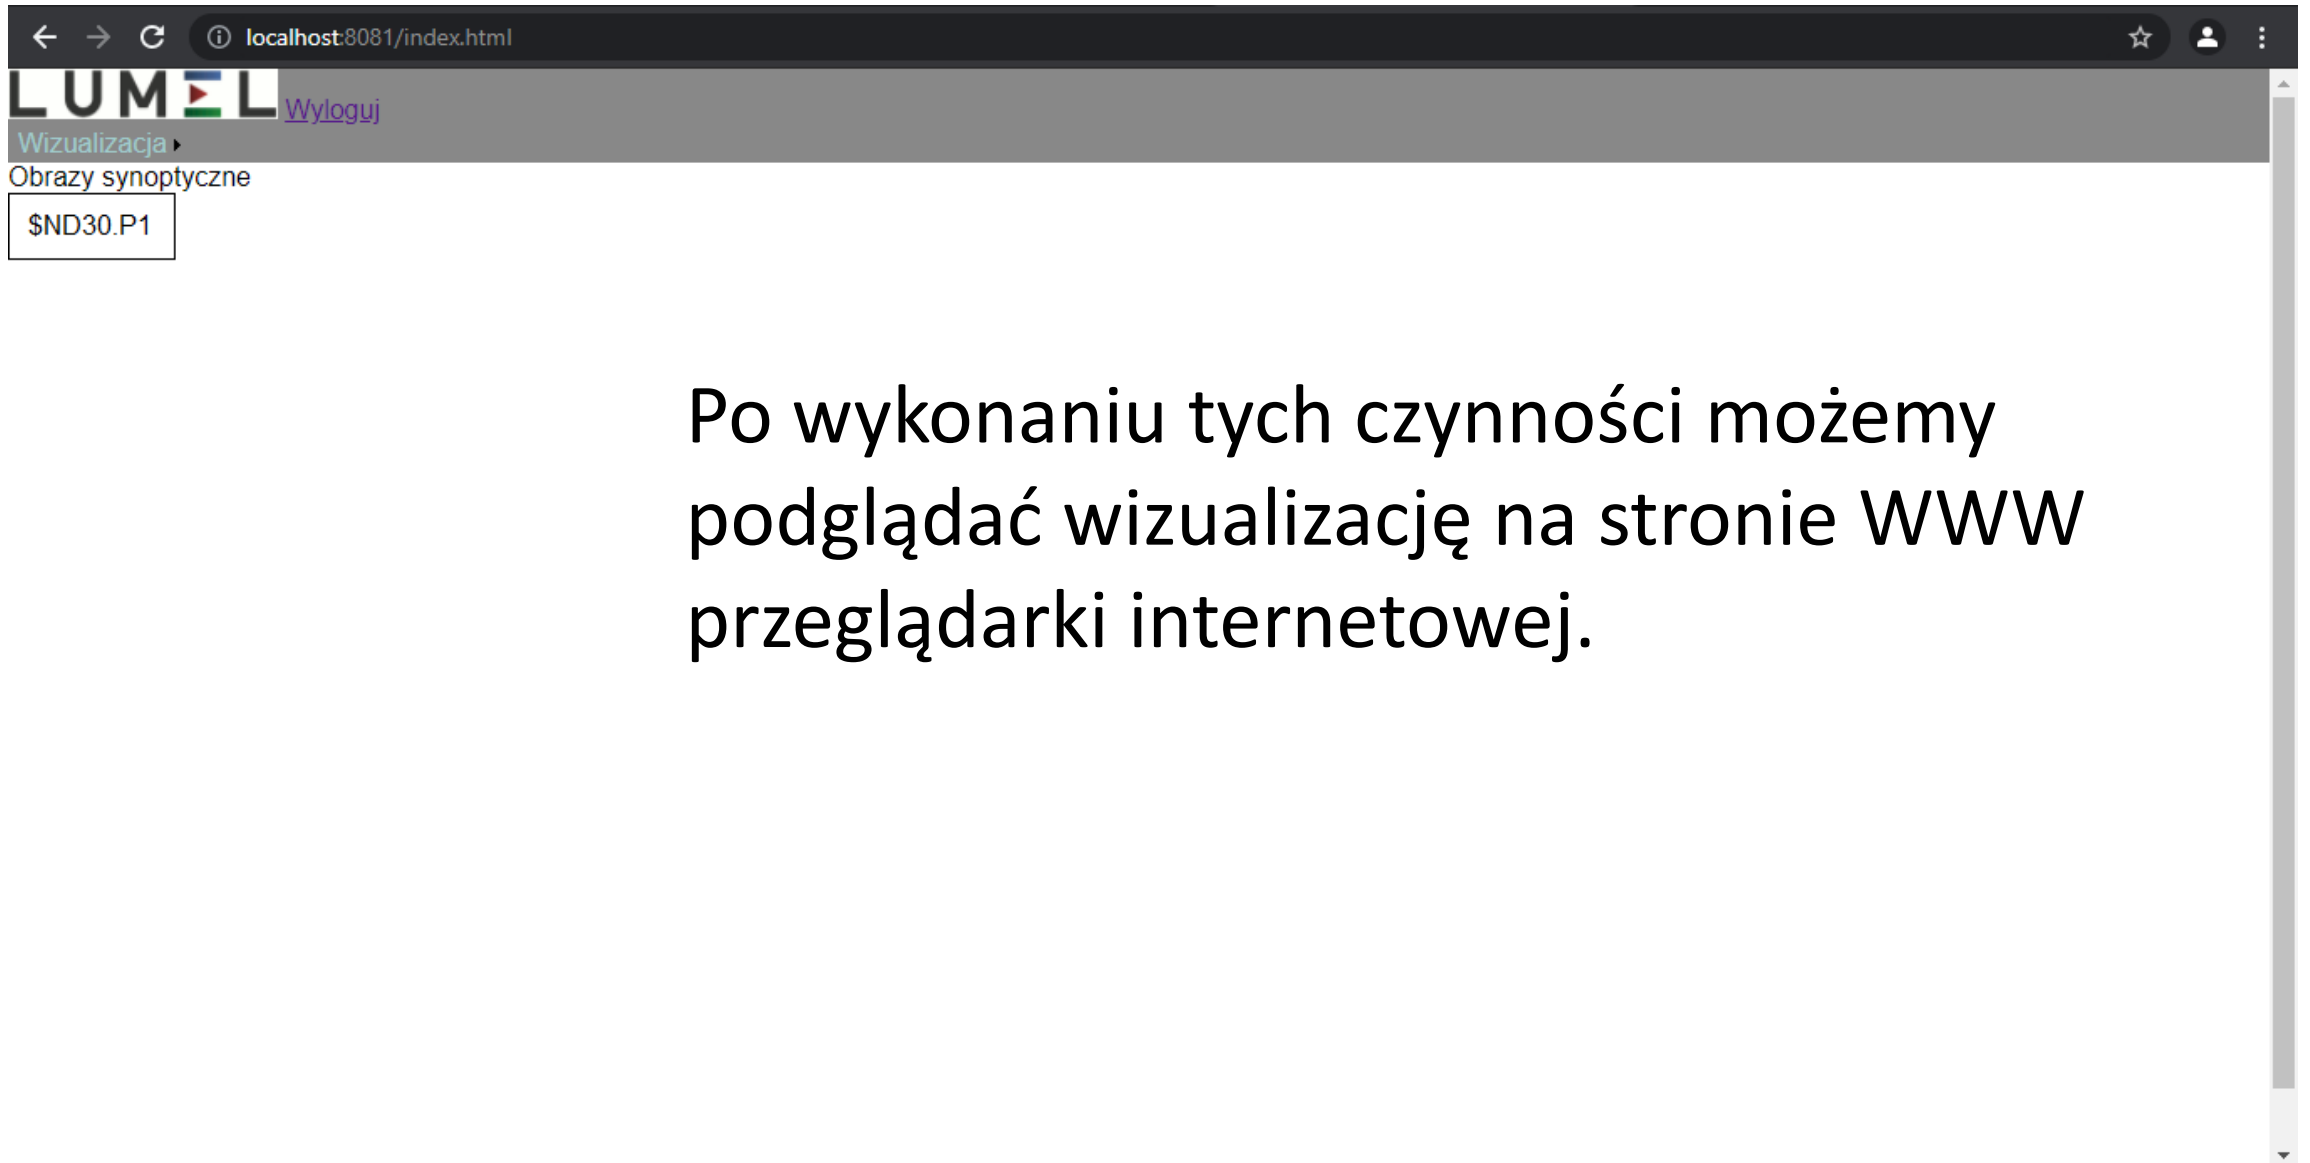 localhost:8081/index.html
LUMEL Wyloguj
Wizualizacja
Obrazy synoptyczne
$ND30.P1
Po wykonaniu tych czynności możemy
podglądać wizualizację na stronie WWW
przeglądarki internetowej.